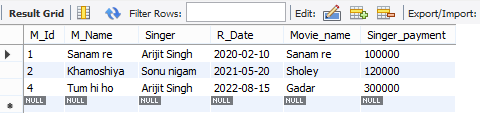 Result Grid Filter Rows: Edit: Export/Import:
M_Id M_Name Singer R_Date Movie_name Singer_payment
1 Sanam re Arijit Singh 2020-02-10 Sanam re 100000
2 Khamoshiya Sonu nigam 2021-05-20 Sholey 120000
4 Tum hi ho Arijit Singh 2022-08-15 Gadar 300000
NULL NULL NULL NULL NULL NULL